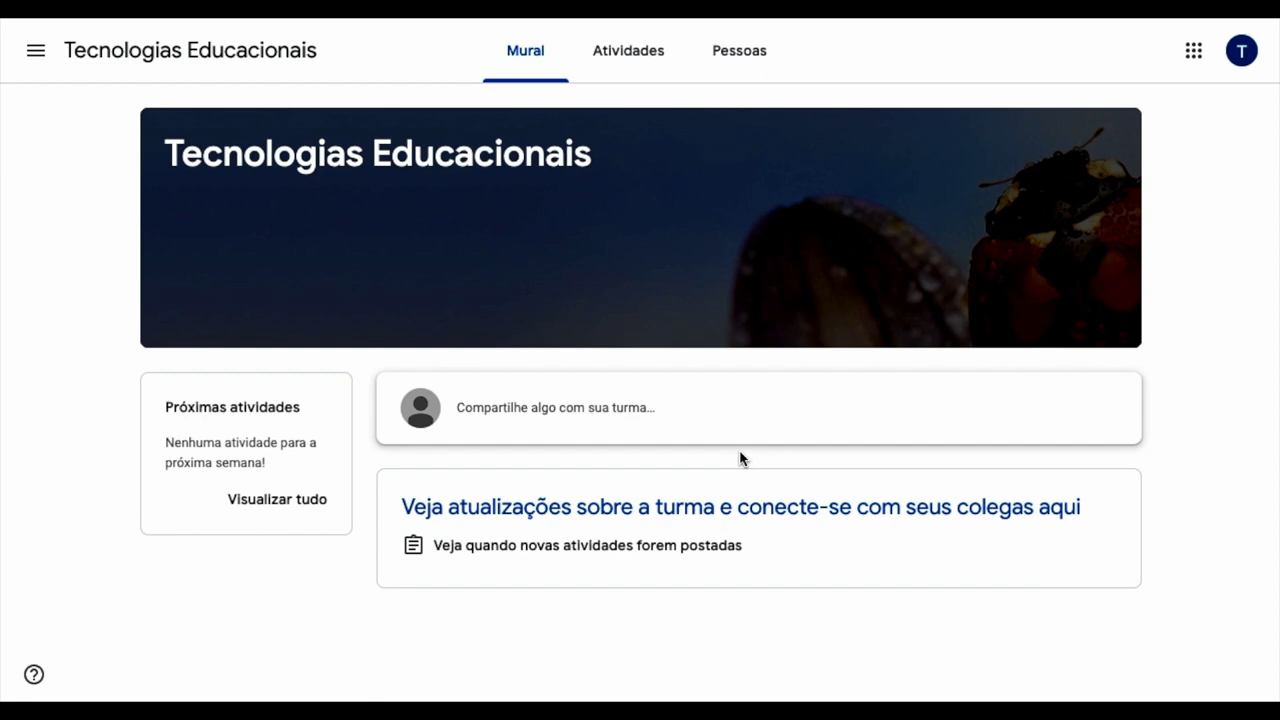 Tecnologias Educacionais
Mural
Atividades
Pessoas
T
Tecnologias Educacionais
Próximas atividades
Nenhuma atividade para a
próxima semana!
Visualizar tudo
Compartilhe algo com sua turma...
Veja atualizações sobre a turma e conecte-se com seus colegas aqui
Veja quando novas atividades forem postadas